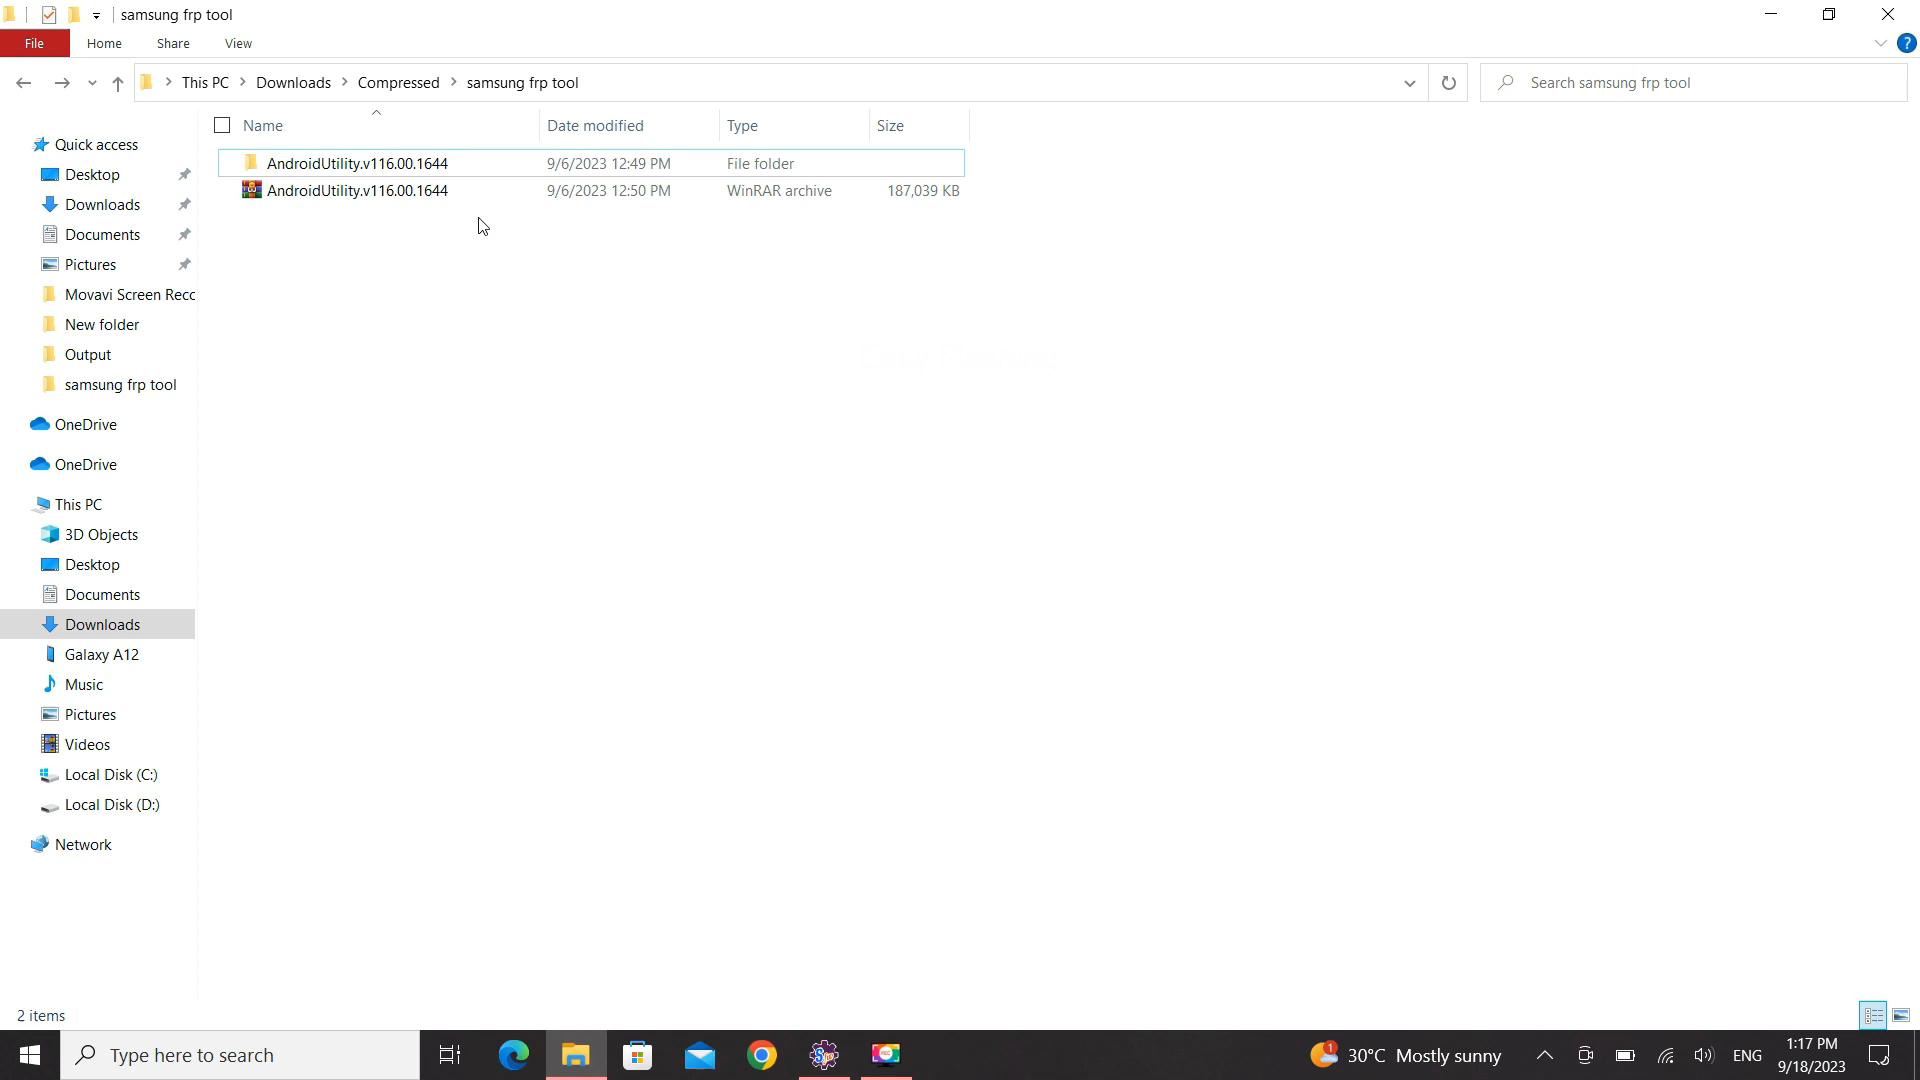 samsung frp tool
File Home Share View
This PC Downloads Compressed samsung frp tool
Search samsung frp tool
Name Date modified Type Size
AndroidUtility.v116.00.1644 9/6/2023 12:49 PM File folder
AndroidUtility.v116.00.1644 9/6/2023 12:50 PM WinRAR archive 187,039 KB
Quick access
Desktop
Downloads
Documents
Pictures
Movavi Screen Recc
New folder
Output
samsung frp tool
OneDrive
OneDrive
This PC
3D Objects
Desktop
Documents
Downloads
Galaxy A12
Music
Pictures
Videos
Local Disk (C:)
Local Disk (D:)
Network
2 items
Type here to search
1
30°C Mostly sunny
ENG
1:17 PM
9/18/2023